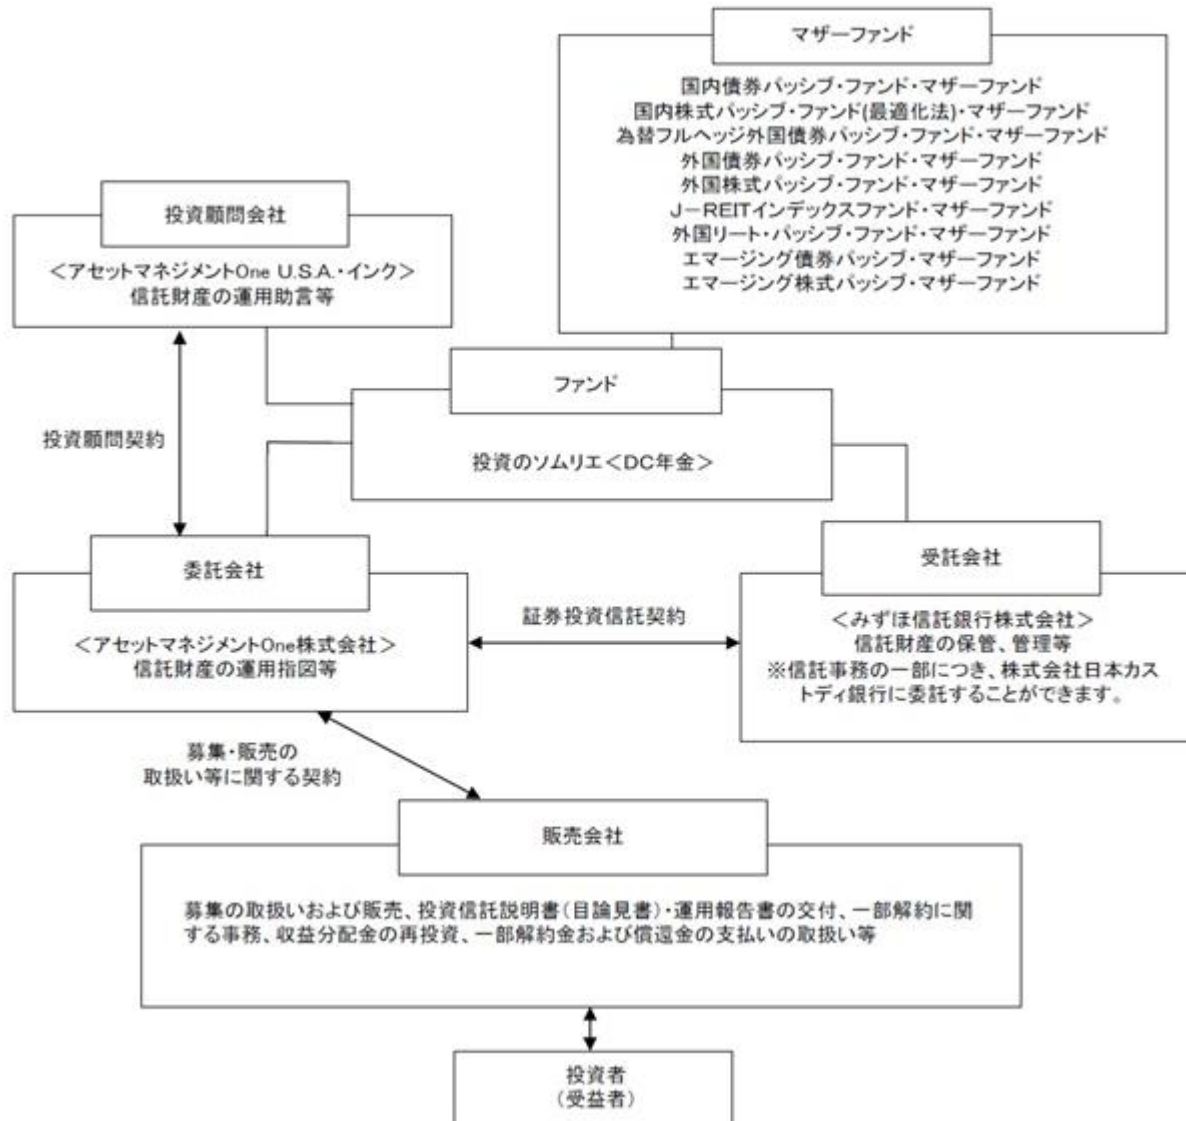 マザーファンド
国内債券パッシブ・ファンド・マザーファンド
国内株式パッシブ・ファンド(最適化法)・マザーファンド
為替フルヘッジ外国債券パッシブ・ファンド・マザーファンド
外国債券パッシブ・ファンド・マザーファンド
外国株式パッシブ・ファンド・マザーファンド
J-REITインデックスファンド・マザーファンド
外国リート・パッシブ・ファンド・マザーファンド
エマージング債券パッシブ・マザーファンド
エマージング株式パッシブ・マザーファンド
投資顧問会社
<アセットマネジメントOne U.S.A.・インク>
信託財産の運用助言等
ファンド
投資のソムリエ<DC年金>
投資顧問契約
委託会社
<アセットマネジメントOne株式会社>
信託財産の運用指図等
証券投資信託契約
受託会社
<みずほ信託銀行株式会社>
信託財産の保管、管理等
※信託事務の一部につき、株式会社日本カス
トディ銀行に委託することができます。
募集・販売の
取扱い等に関する契約
販売会社
募集の取扱いおよび販売、投資信託説明書(目論見書)・運用報告書の交付、一部解約に関
する事務、収益分配金の再投資、一部解約金および償還金の支払いの取扱い等
投資者
(受益者)